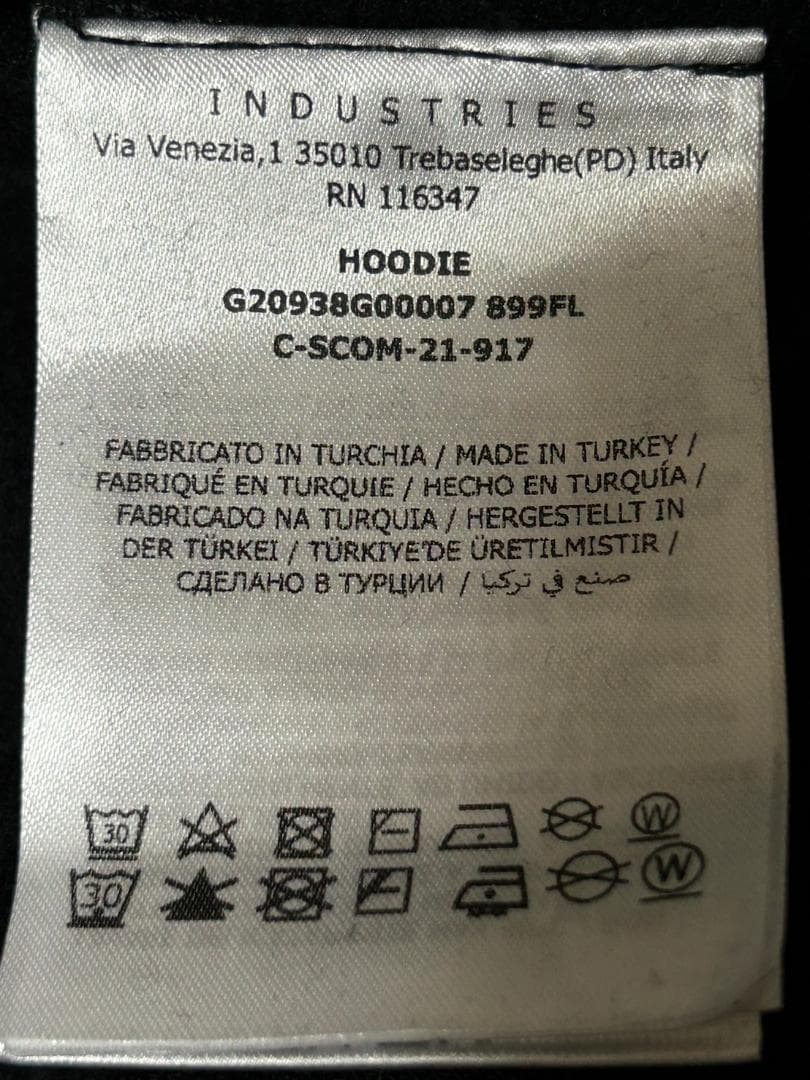 INDUSTRIES
Via Venezia,1 35010 Trebaseleghe(PD) Italy
RN 116347
HOODIE
G20938G00007 899FL
C-SCOM-21-917
FABBRICATO IN TURCHIA / MADE IN TURKEY /
FABRIQUÉ EN TURQUIE / HECHO EN TURQUÍA /
FABRICADO NA TURQUIA / HERGESTELLT IN
DER TÜRKEI / TÜRKIYE'DE ÜRETILMISTIR /
СДЕЛАНО В ТУРЦИИ / صنع في تركيا
30 W
30 W